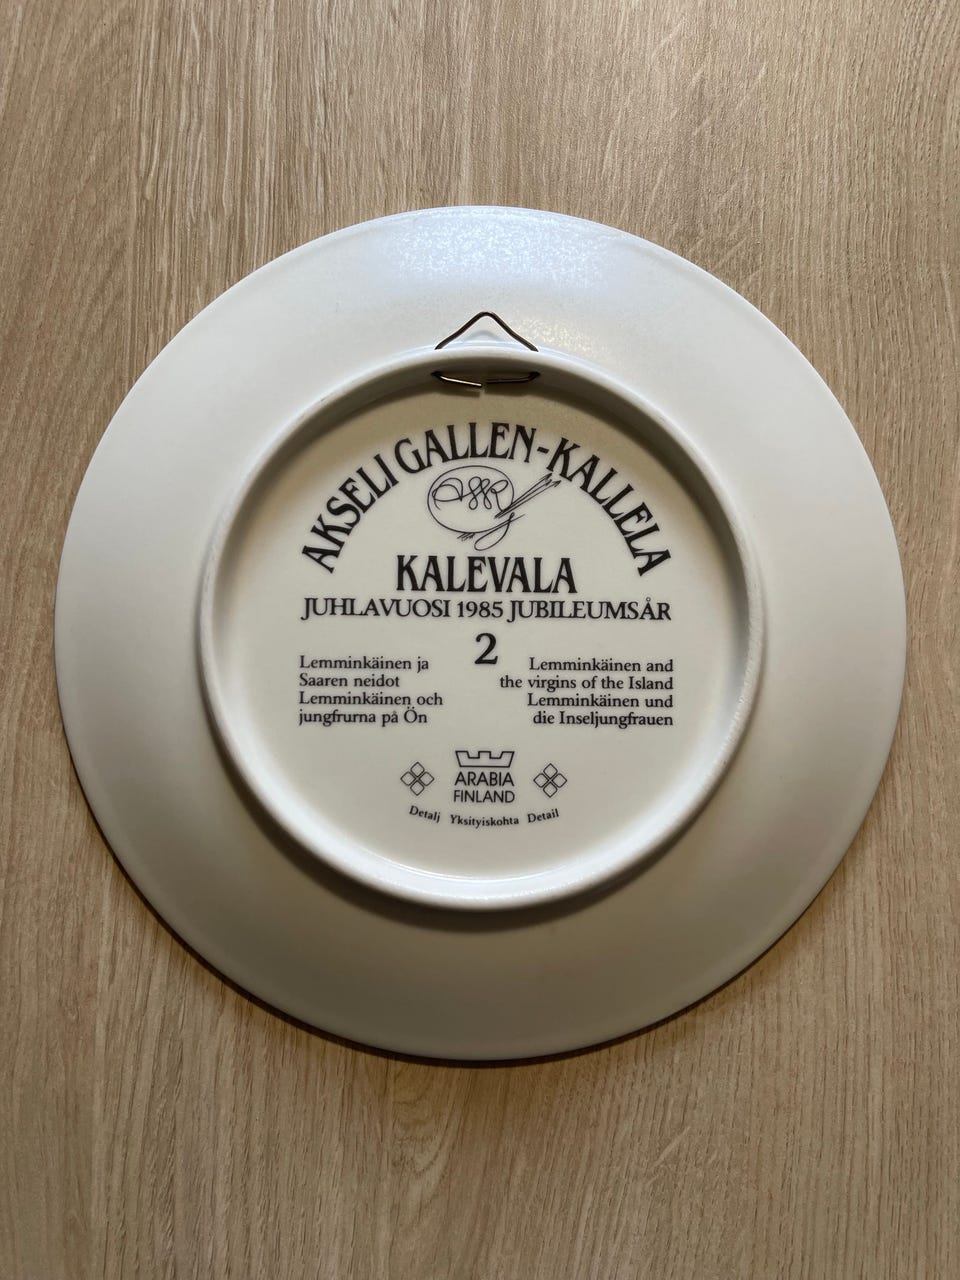 AKSELI GALLEN-KALLELA
KALEVALA
JUHLAVUOSI 1985 JUBILEUMSÅR
2
Lemminkäinen ja
Saaren neidot
Lemminkäinen och
jungfrurna på Ön
Lemminkäinen and
the virgins of the Island
Lemminkäinen und
die Inseljungfrauen
ARABIA
FINLAND
Detalj Yksityiskohta Detail